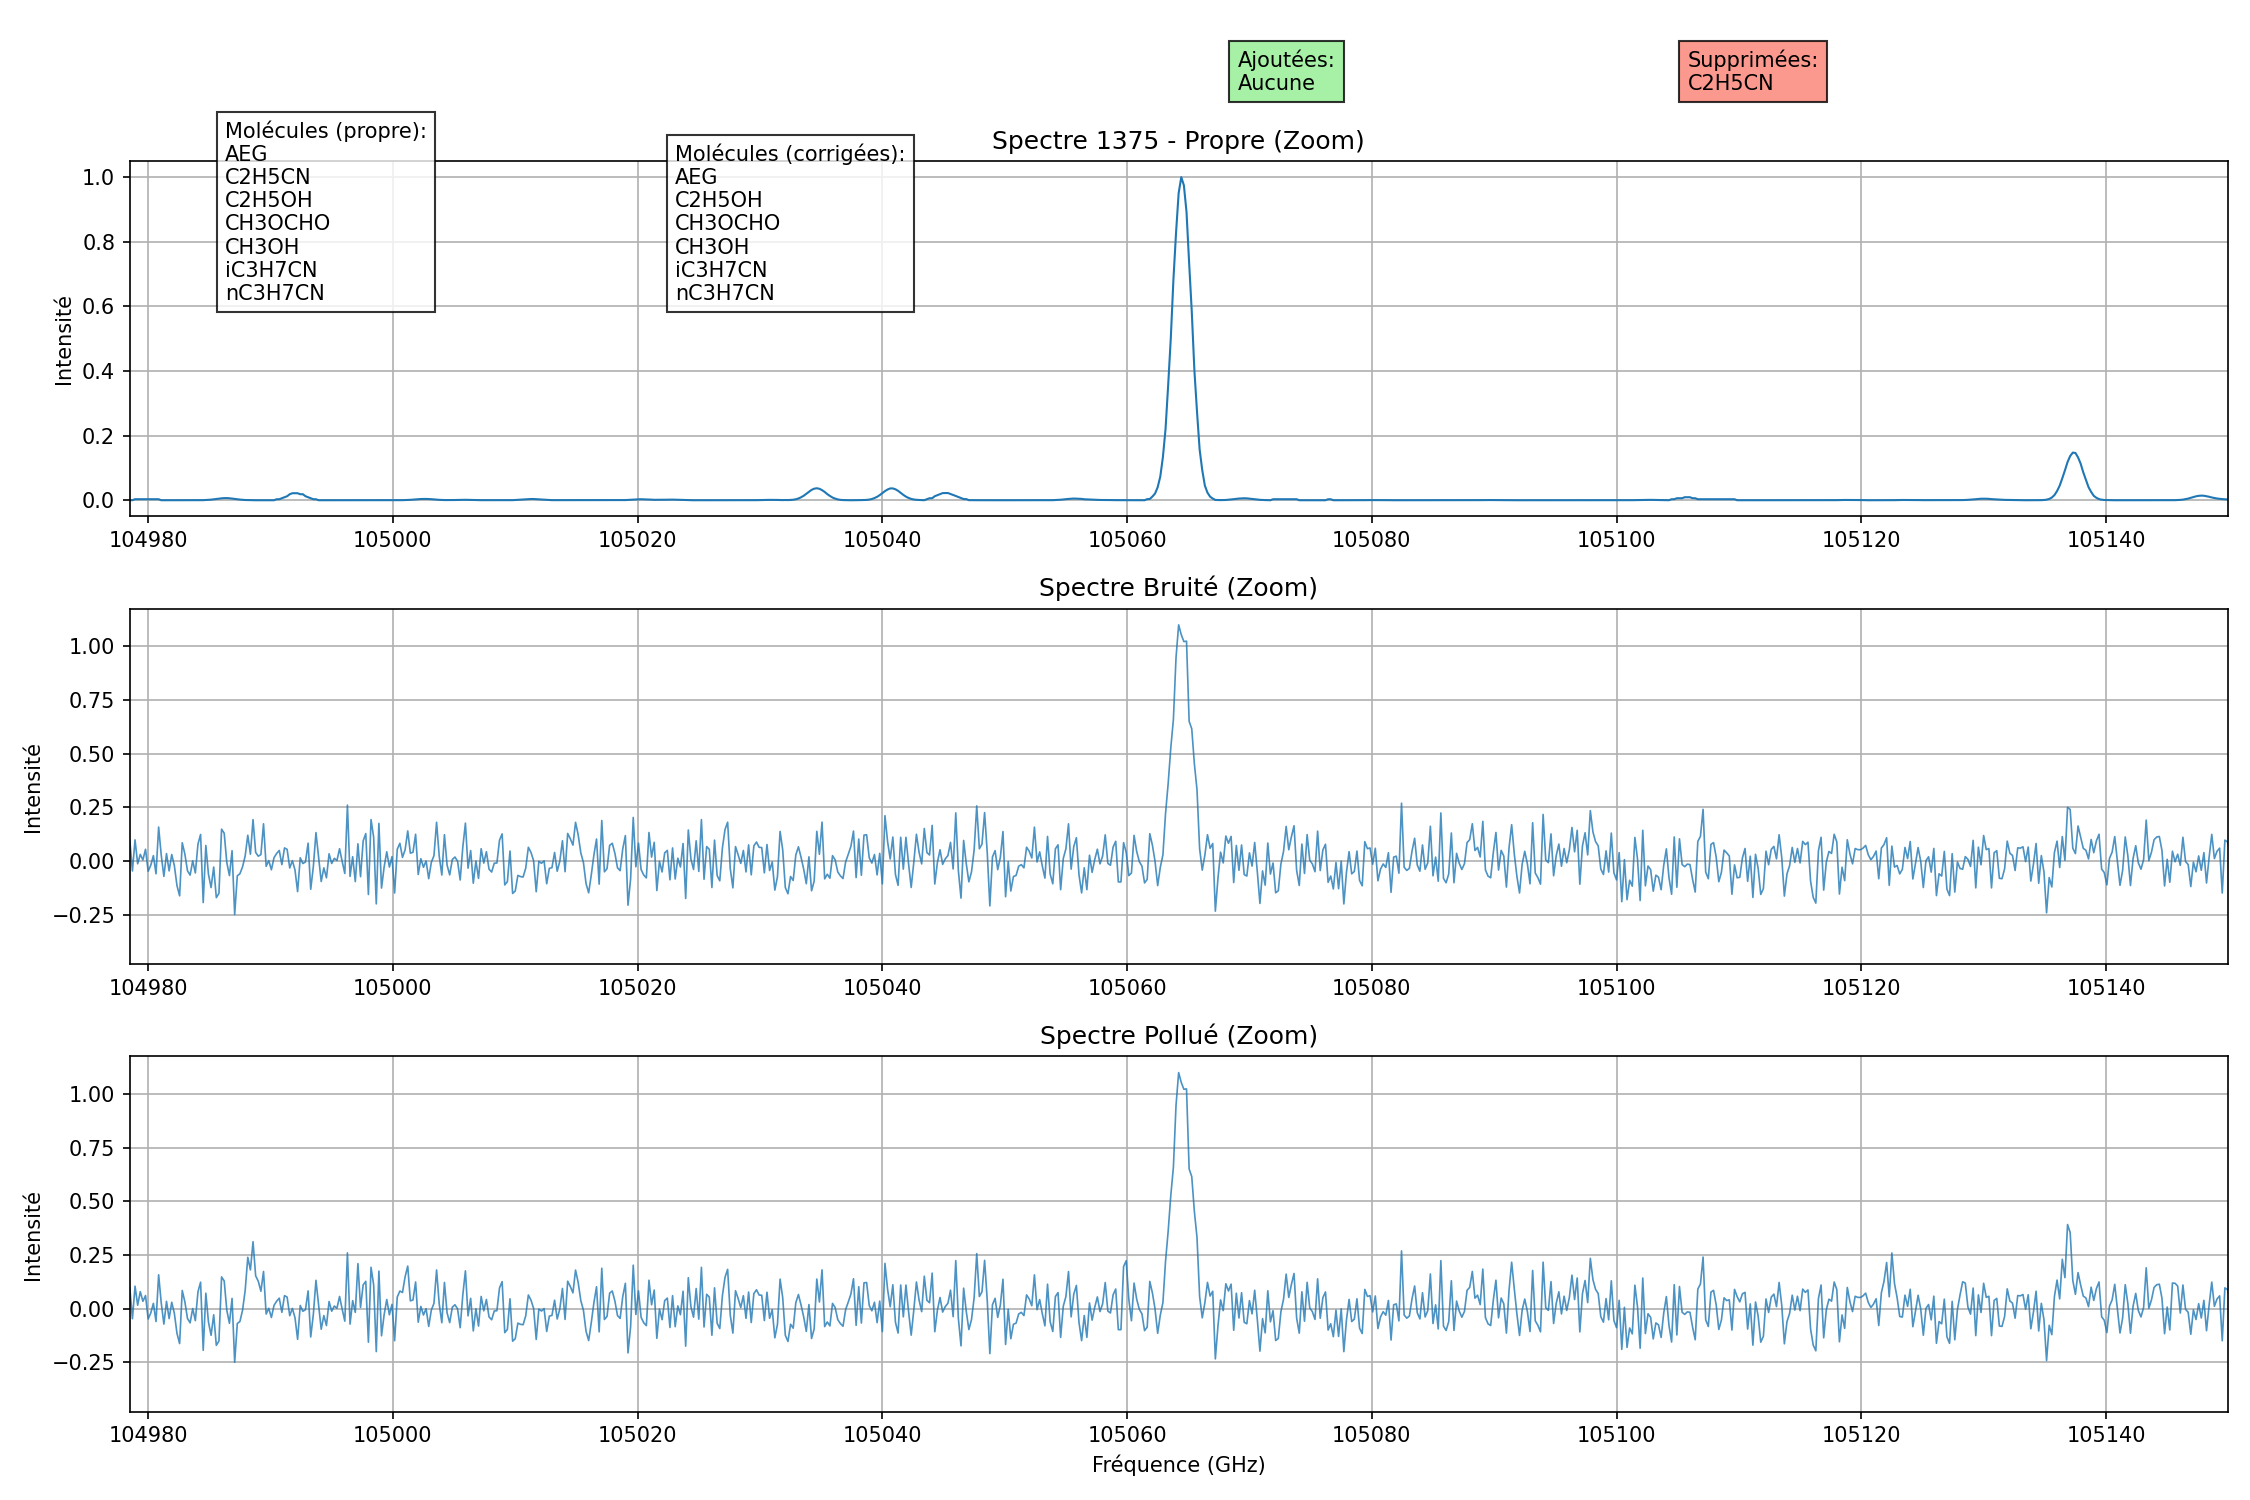 Ajoutées:
Aucune
Supprimées:
C2H5CN
Molécules (propre):
AEG
C2H5CN
C2H5OH
CH3OCHO
CH3OH
iC3H7CN
nC3H7CN
Molécules (corrigées):
AEG
C2H5OH
CH3OCHO
CH3OH
iC3H7CN
nC3H7CN
Spectre 1375 - Propre (Zoom)
Intensité
1.0
0.8
0.6
0.4
0.2
0.0
104980 105000 105020 105040 105060 105080 105100 105120 105140
Spectre Bruité (Zoom)
Intensité
1.00
0.75
0.50
0.25
0.00
−0.25
104980 105000 105020 105040 105060 105080 105100 105120 105140
Spectre Pollué (Zoom)
Intensité
1.00
0.75
0.50
0.25
0.00
−0.25
104980 105000 105020 105040 105060 105080 105100 105120 105140
Fréquence (GHz)